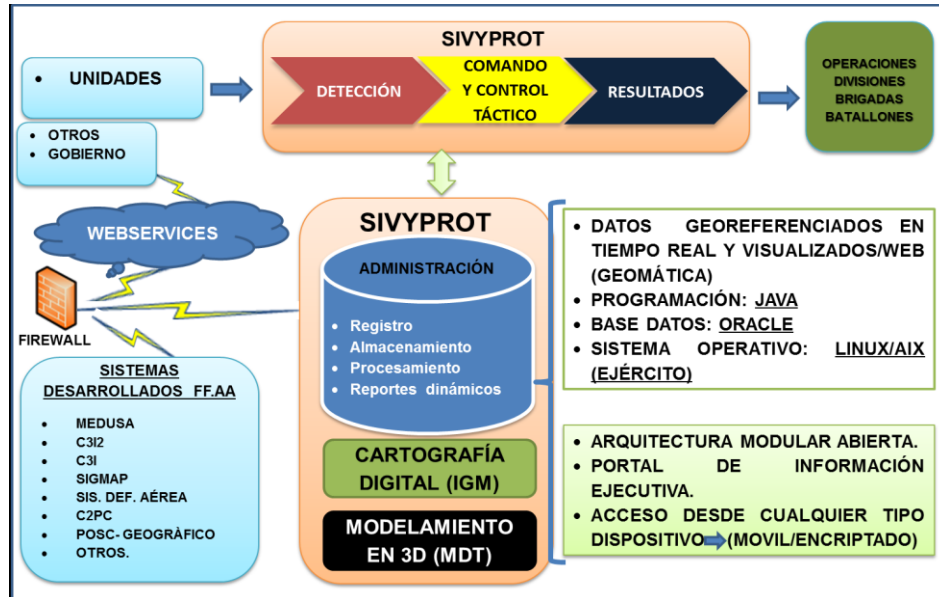 SIVYPROT
• UNIDADES
DETECCIÓN
COMANDO
Y CONTROL
TÁCTICO
RESULTADOS
OPERACIONES
DIVISIONES
BRIGADAS
BATALLONES
• OTROS
• GOBIERNO
WEBSERVICES
FIREWALL
SISTEMAS
DESARROLLADOS FF.AA
• MEDUSA
• C3I2
• C3I
• SIGMAP
• SIS. DEF. AÉREA
• C2PC
• POSC- GEOGRÀFICO
• OTROS.
SIVYPROT
ADMINISTRACIÓN
• Registro
• Almacenamiento
• Procesamiento
• Reportes dinámicos
CARTOGRAFÍA
DIGITAL (IGM)
MODELAMIENTO
EN 3D (MDT)
• DATOS GEOREFERENCIADOS EN
TIEMPO REAL Y VISUALIZADOS/WEB
(GEOMÁTICA)
• PROGRAMACIÓN: JAVA
• BASE DATOS: ORACLE
• SISTEMA OPERATIVO: LINUX/AIX
(EJÉRCITO)
• ARQUITECTURA MODULAR ABIERTA.
• PORTAL DE INFORMACIÓN
EJECUTIVA.
• ACCESO DESDE CUALQUIER TIPO
DISPOSITIVO (MOVIL/ENCRIPTADO)